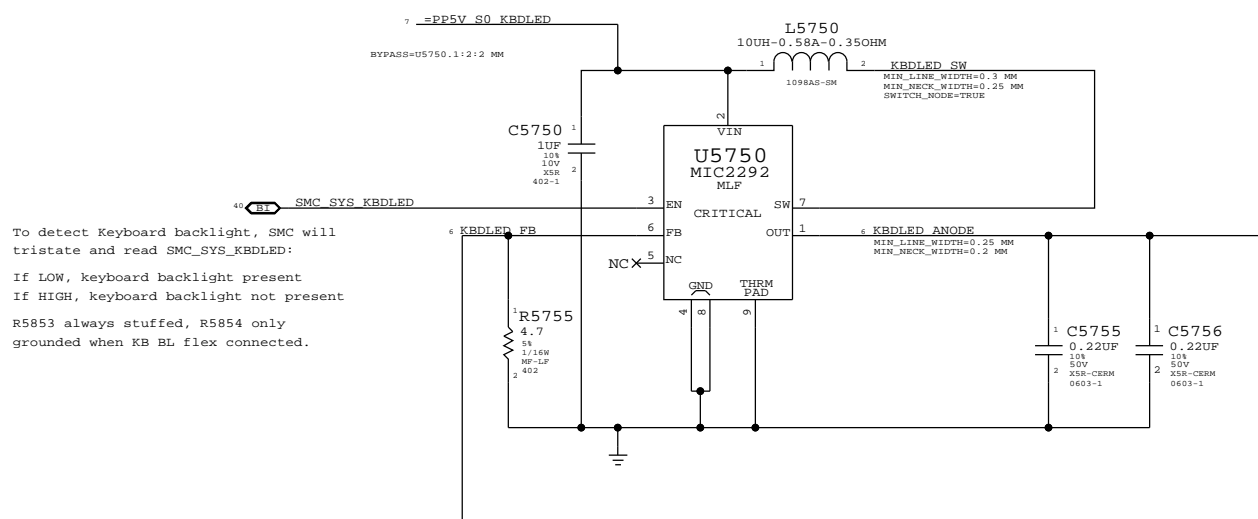 7 =PP5V_S0_KBDLED
BYPASS=U5750.1:2:2 MM
L5750
10UH-0.58A-0.35OHM
1 2
1098AS-SM
KBDLED_SW
MIN_LINE_WIDTH=0.3 MM
MIN_NECK_WIDTH=0.25 MM
SWITCH_NODE=TRUE
C5750
1UF
10%
10V
X5R
402-1
1
2
2
VIN
U5750
MIC2292
MLF
CRITICAL
40 BI SMC_SYS_KBDLED
3 EN
SW 7
6 KBDLED_FB
6 FB
OUT 1
6 KBDLED_ANODE
MIN_LINE_WIDTH=0.25 MM
MIN_NECK_WIDTH=0.2 MM
NC 5 NC
GND
THRM
PAD
4 8 9
To detect Keyboard backlight, SMC will
tristate and read SMC_SYS_KBDLED:
If LOW, keyboard backlight present
If HIGH, keyboard backlight not present
R5853 always stuffed, R5854 only
grounded when KB BL flex connected.
1
R5755
4.7
5%
1/16W
MF-LF
402
2
1
C5755
0.22UF
10%
50V
X5R-CERM
0603-1
2
1
C5756
0.22UF
10%
50V
X5R-CERM
0603-1
2